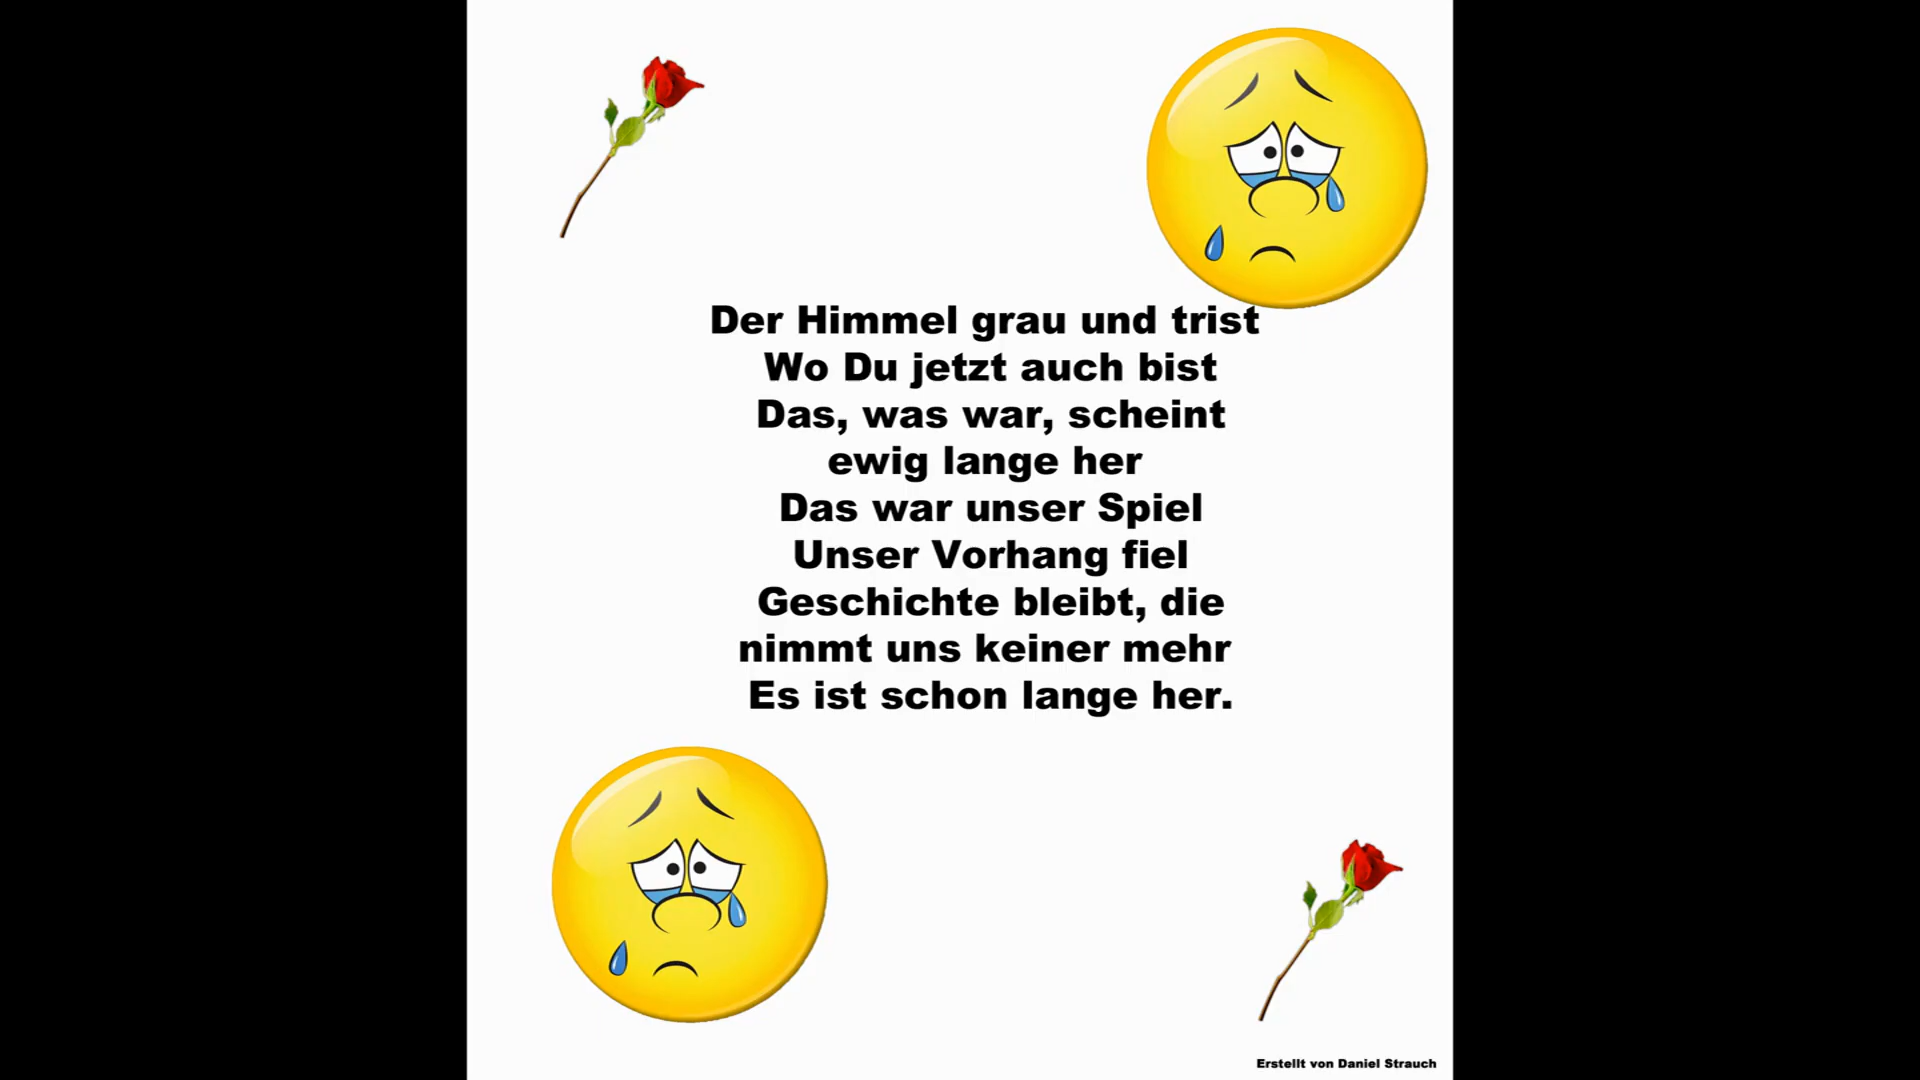 Der Himmel grau und trist
Wo Du jetzt auch bist
Das, was war, scheint
ewig lange her
Das war unser Spiel
Unser Vorhang fiel
Geschichte bleibt, die
nimmt uns keiner mehr
Es ist schon lange her.
Erstellt von Daniel Strauch